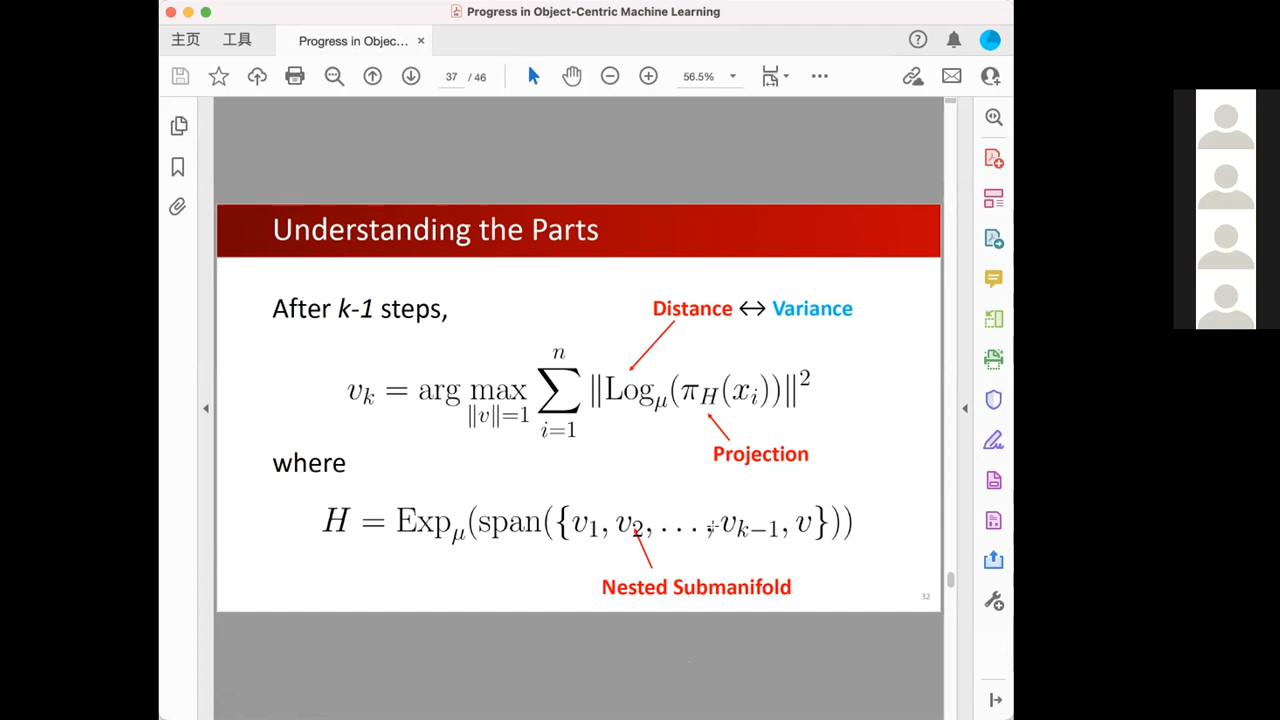 Progress in Object-Centric Machine Learning
主页 工具 Progress in Objec... ×
37 / 46 56.5%
Understanding the Parts
After k-1 steps,
Distance ↔ Variance
v_k = arg max_{‖v‖=1} ∑_{i=1}^{n} ‖Log_μ(π_H(x_i))‖²
Projection
where
H = Exp_μ(span({v_1, v_2, . . . , v_{k−1}, v}))
Nested Submanifold
32